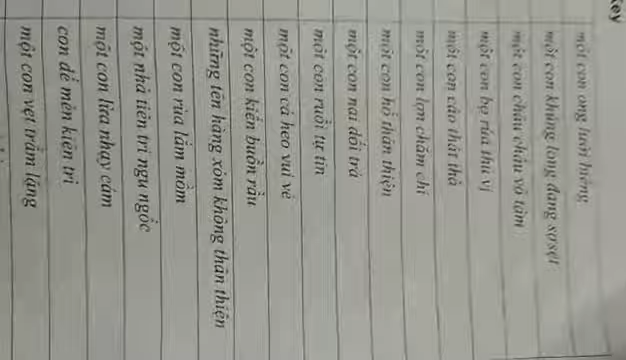 key
một con ong lười biếng
một con khủng long đáng sợ
một con châu chấu vô tâm
một con bọ rùa thú vị
một con cáo thật thà
một con lợn chăm chỉ
một con hổ thân thiện
một con nai dối trá
một con ruồi tự tin
một con cá heo vui vẻ
một con kiến buồn rầu
những tên hàng xóm không thân thiện
một con rùa lắm mồm
một nhà tiên tri ngu ngốc
một con lừa nhạy cảm
con dế mèn kiên trì
một con vẹt trầm lặng